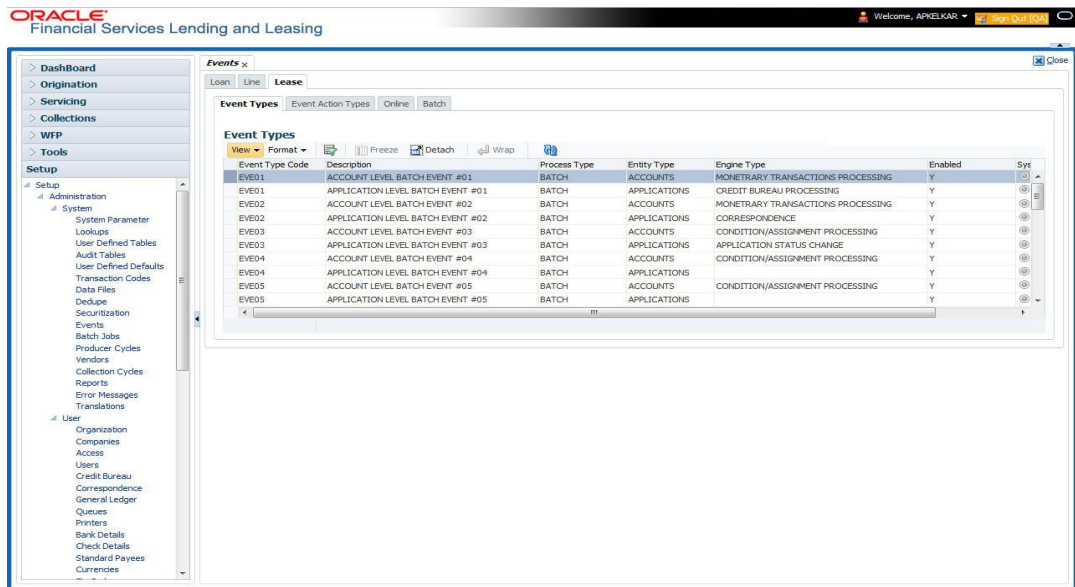 ORACLE
Financial Services Lending and Leasing
Welcome, APKELKAR
Sign Out [QA]
DashBoard
Origination
Servicing
Collections
WFP
Tools
Setup
Setup
Administration
System
System Parameter
Lookups
User Defined Tables
Audit Tables
User Defined Defaults
Transaction Codes
Data Files
Dedupe
Securitization
Events
Batch Jobs
Producer Cycles
Vendors
Collection Cycles
Reports
Error Messages
Translations
User
Organization
Companies
Access
Users
Credit Bureau
Correspondence
General Ledger
Queues
Printers
Bank Details
Check Details
Standard Payees
Currencies
Events x
Close
Loan Line Lease
Event Types Event Action Types Online Batch
Event Types
View Format Freeze Detach Wrap
Event Type Code Description Process Type Entity Type Engine Type Enabled Sys
EVE01 ACCOUNT LEVEL BATCH EVENT #01 BATCH ACCOUNTS MONETRARY TRANSACTIONS PROCESSING Y
EVE01 APPLICATION LEVEL BATCH EVENT #01 BATCH APPLICATIONS CREDIT BUREAU PROCESSING Y
EVE02 ACCOUNT LEVEL BATCH EVENT #02 BATCH ACCOUNTS MONETRARY TRANSACTIONS PROCESSING Y
EVE02 APPLICATION LEVEL BATCH EVENT #02 BATCH APPLICATIONS CORRESPONDENCE Y
EVE03 ACCOUNT LEVEL BATCH EVENT #03 BATCH ACCOUNTS CONDITION/ASSIGNMENT PROCESSING Y
EVE03 APPLICATION LEVEL BATCH EVENT #03 BATCH APPLICATIONS APPLICATION STATUS CHANGE Y
EVE04 ACCOUNT LEVEL BATCH EVENT #04 BATCH ACCOUNTS CONDITION/ASSIGNMENT PROCESSING Y
EVE04 APPLICATION LEVEL BATCH EVENT #04 BATCH APPLICATIONS Y
EVE05 ACCOUNT LEVEL BATCH EVENT #05 BATCH ACCOUNTS CONDITION/ASSIGNMENT PROCESSING Y
EVE05 APPLICATION LEVEL BATCH EVENT #05 BATCH APPLICATIONS Y